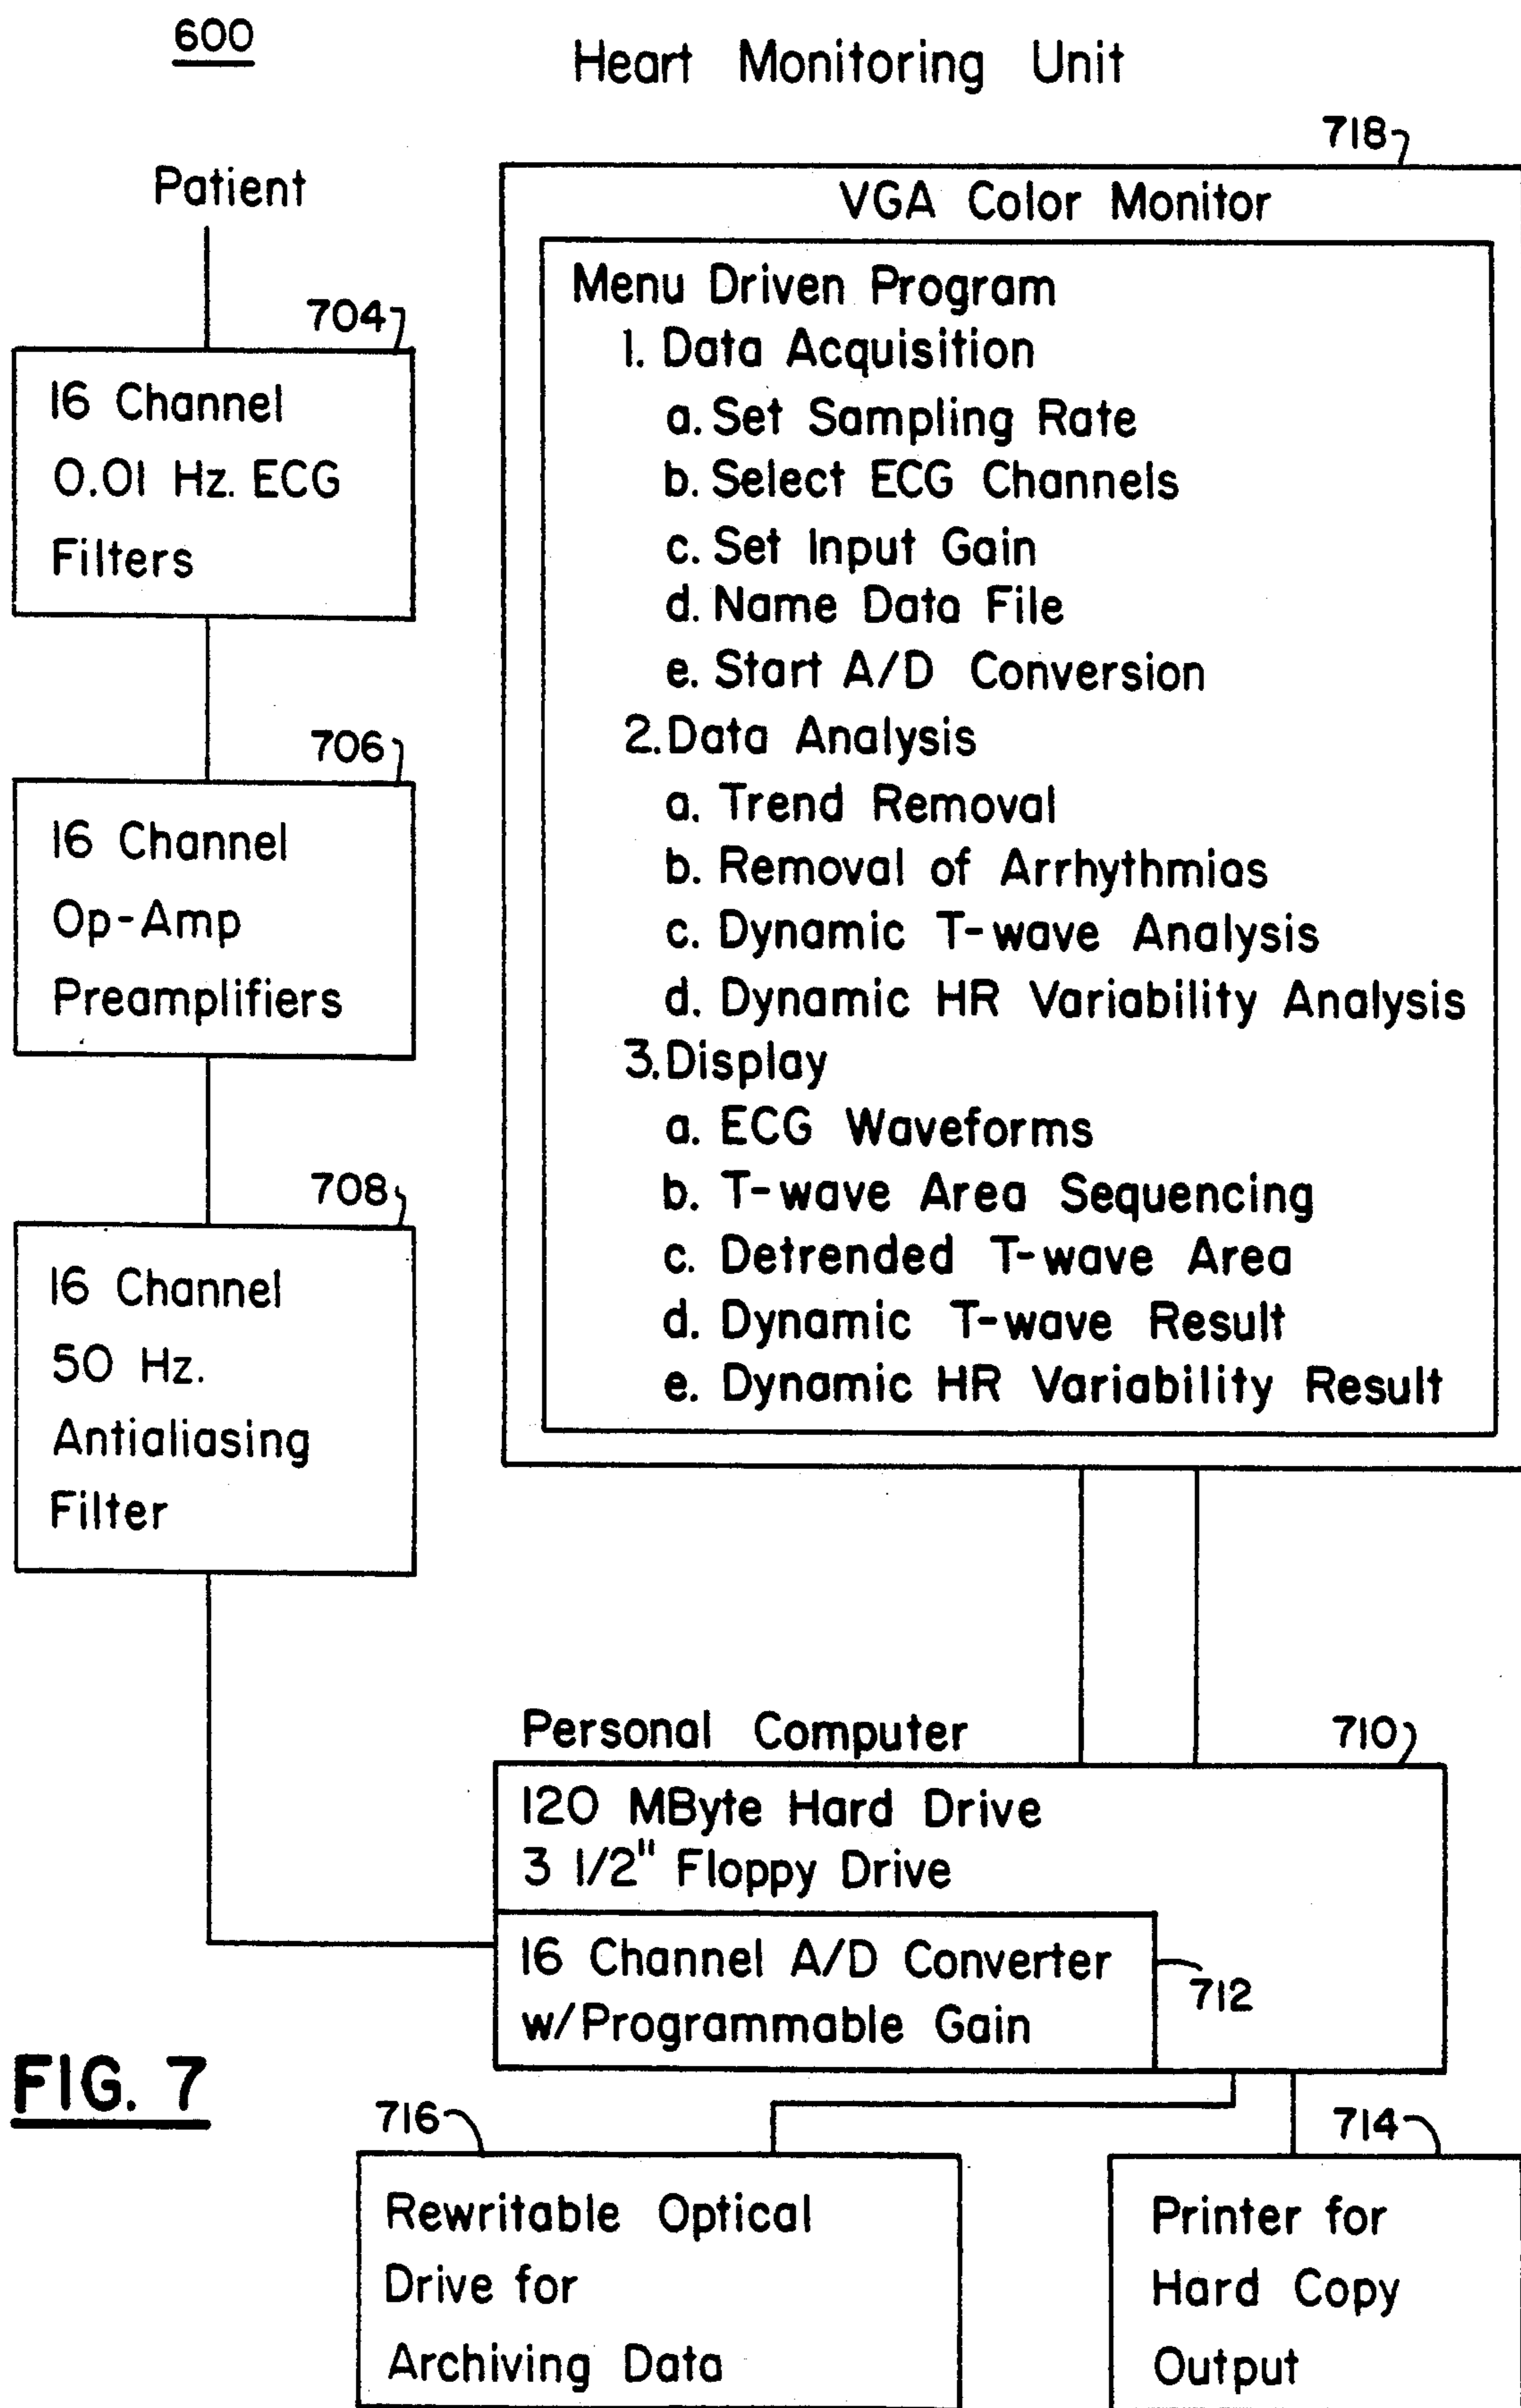 600
Heart Monitoring Unit
Patient
704
16 Channel
0.01 Hz. ECG
Filters
706
16 Channel
Op-Amp
Preamplifiers
708
16 Channel
50 Hz.
Antialiasing
Filter
718
VGA Color Monitor
Menu Driven Program
1. Data Acquisition
a. Set Sampling Rate
b. Select ECG Channels
c. Set Input Gain
d. Name Data File
e. Start A/D Conversion
2. Data Analysis
a. Trend Removal
b. Removal of Arrhythmias
c. Dynamic T-wave Analysis
d. Dynamic HR Variability Analysis
3. Display
a. ECG Waveforms
b. T-wave Area Sequencing
c. Detrended T-wave Area
d. Dynamic T-wave Result
e. Dynamic HR Variability Result
Personal Computer
710
120 MByte Hard Drive
3 1/2" Floppy Drive
16 Channel A/D Converter
w/Programmable Gain
712
FIG. 7
716
Rewritable Optical
Drive for
Archiving Data
714
Printer for
Hard Copy
Output